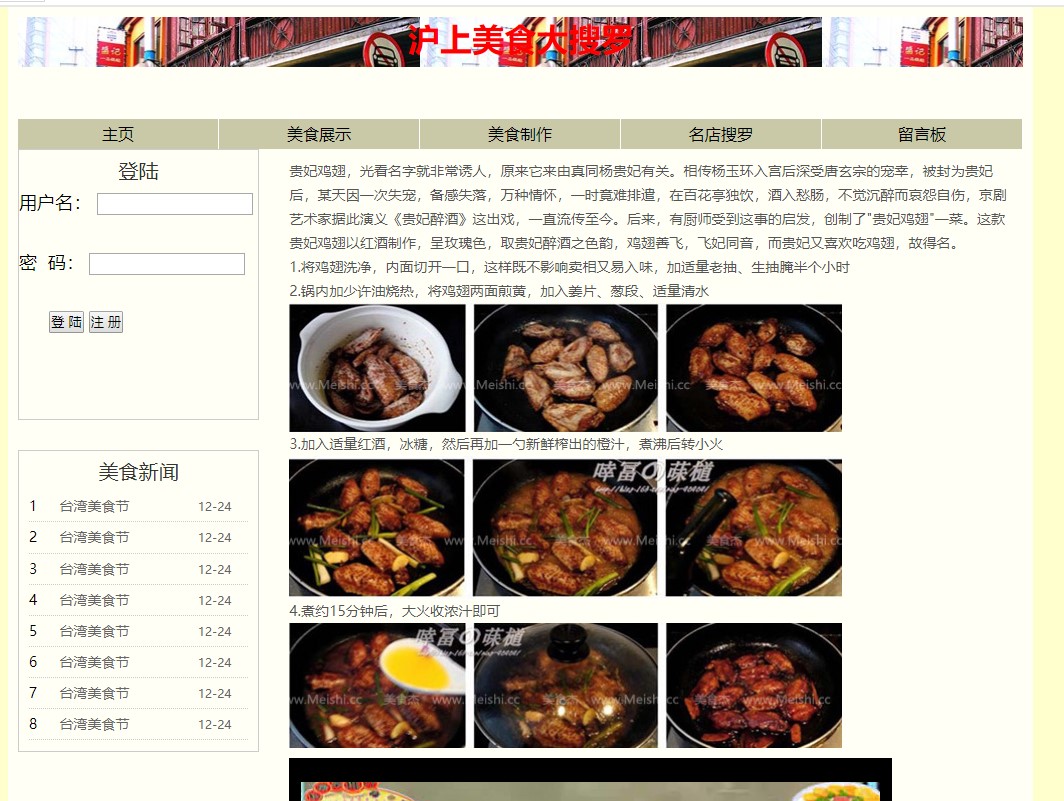 沪上美食大搜罗
主页 美食展示 美食制作 名店搜罗 留言板
登陆
用户名：
密 码：
登 陆 注 册
美食新闻
1 台湾美食节 12-24
2 台湾美食节 12-24
3 台湾美食节 12-24
4 台湾美食节 12-24
5 台湾美食节 12-24
6 台湾美食节 12-24
7 台湾美食节 12-24
8 台湾美食节 12-24
贵妃鸡翅，光看名字就非常诱人，原来它来由真同杨贵妃有关。相传杨玉环入宫后深受唐玄宗的宠幸，被封为贵妃
后，某天因一次失宠，备感失落，万种情怀，一时竟难排遣，在百花亭独饮，酒入愁肠，不觉沉醉而哀怨自伤，京剧
艺术家据此演义《贵妃醉酒》这出戏，一直流传至今。后来，有厨师受到这事的启发，创制了"贵妃鸡翅"一菜。这款
贵妃鸡翅以红酒制作，呈玫瑰色，取贵妃醉酒之色韵，鸡翅善飞，飞妃同音，而贵妃又喜欢吃鸡翅，故得名。
1.将鸡翅洗净，内面切开一口，这样既不影响卖相又易入味，加适量老抽、生抽腌半个小时
2.锅内加少许油烧热，将鸡翅两面煎黄，加入姜片、葱段、适量清水
www.Meishi.cc 美食杰 www.Meishi.cc 美食杰 www.Meishi.cc 美食杰 www.Meishi.cc
3.加入适量红酒，冰糖，然后再加一勺新鲜榨出的橙汁，煮沸后转小火
www.Meishi.cc 美食杰 www.Meishi.cc 美食杰 www.Meishi.cc 美食杰 www.Meishi.cc
4.煮约15分钟后，大火收浓汁即可
www.Meishi.cc 美食杰 www.Meishi.cc 美食杰 www.Meishi.cc 美食杰 www.Meishi.cc